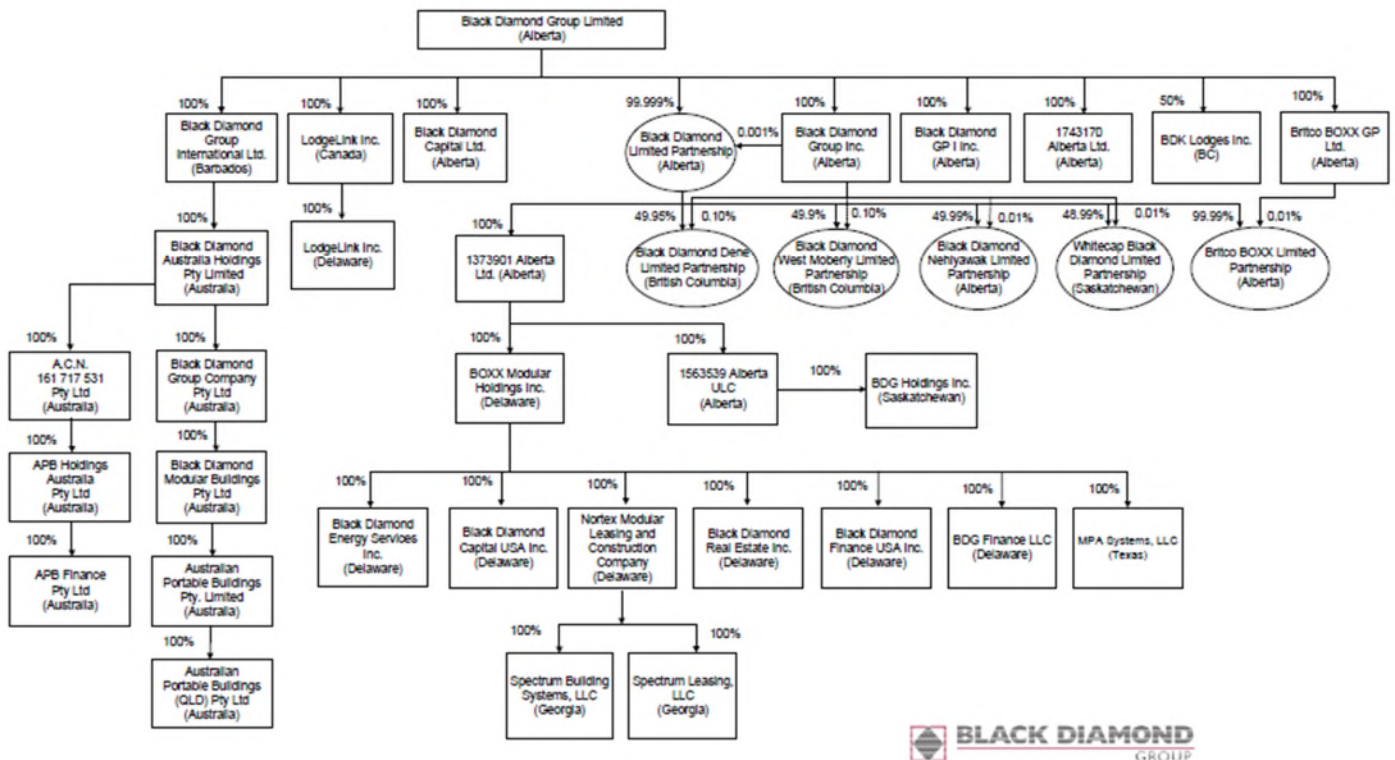 Black Diamond Group Limited
(Alberta)
100%
100%
100%
99.999%
100%
100%
100%
50%
100%
Black Diamond
Group
International Ltd.
(Barbados)
LodgeLink Inc.
(Canada)
Black Diamond
Capital Ltd.
(Alberta)
Black Diamond
Limited Partnership
(Alberta)
0.001%
Black Diamond
Group Inc.
(Alberta)
Black Diamond
GP I Inc.
(Alberta)
1743170
Alberta Ltd.
(Alberta)
BDK Lodges Inc.
(BC)
Britco BOXX GP
Ltd.
(Alberta)
100%
100%
100%
49.95%
0.10%
49.9%
0.10%
49.99%
0.01%
48.99%
0.01%
99.99%
0.01%
Black Diamond
Australia Holdings
Pty Limited
(Australia)
LodgeLink Inc.
(Delaware)
1373901 Alberta
Ltd. (Alberta)
Black Diamond Dene
Limited Partnership
(British Columbia)
Black Diamond
West Moberly Limited
Partnership
(British Columbia)
Black Diamond
Nehiyawak Limited
Partnership
(Alberta)
Whitecap Black
Diamond Limited
Partnership
(Saskatchewan)
Britco BOXX Limited
Partnership
(Alberta)
100%
100%
100%
100%
A.C.N.
161 717 531
Pty Ltd
(Australia)
Black Diamond
Group Company
Pty Ltd
(Australia)
BOXX Modular
Holdings Inc.
(Delaware)
1563539 Alberta
ULC
(Alberta)
100%
BDG Holdings Inc.
(Saskatchewan)
100%
100%
APB Holdings
Australia
Pty Ltd
(Australia)
Black Diamond
Modular Buildings
Pty Ltd
(Australia)
100%
100%
100%
100%
100%
100%
100%
Black Diamond
Energy Services
Inc.
(Delaware)
Black Diamond
Capital USA Inc.
(Delaware)
Nortex Modular
Leasing and
Construction
Company
(Delaware)
Black Diamond
Real Estate Inc.
(Delaware)
Black Diamond
Finance USA Inc.
(Delaware)
BDG Finance LLC
(Delaware)
MPA Systems, LLC
(Texas)
100%
100%
APB Finance
Pty Ltd
(Australia)
Australian
Portable Buildings
Pty. Limited
(Australia)
100%
100%
100%
Australian
Portable Buildings
(QLD) Pty Ltd
(Australia)
Spectrum Building
Systems, LLC
(Georgia)
Spectrum Leasing,
LLC
(Georgia)
BLACK DIAMOND
GROUP